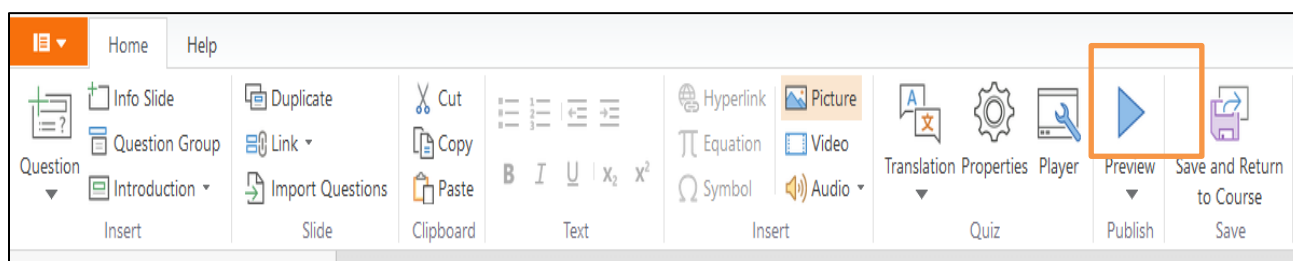 Home Help
Question
Info Slide
Question Group
Introduction
Insert
Duplicate
Link
Import Questions
Slide
Cut
Copy
Paste
Clipboard
B I U X₂ X²
Text
Hyperlink
Equation
Symbol
Picture
Video
Audio
Insert
Translation Properties Player
Quiz
Preview
Publish
Save and Return
to Course
Save